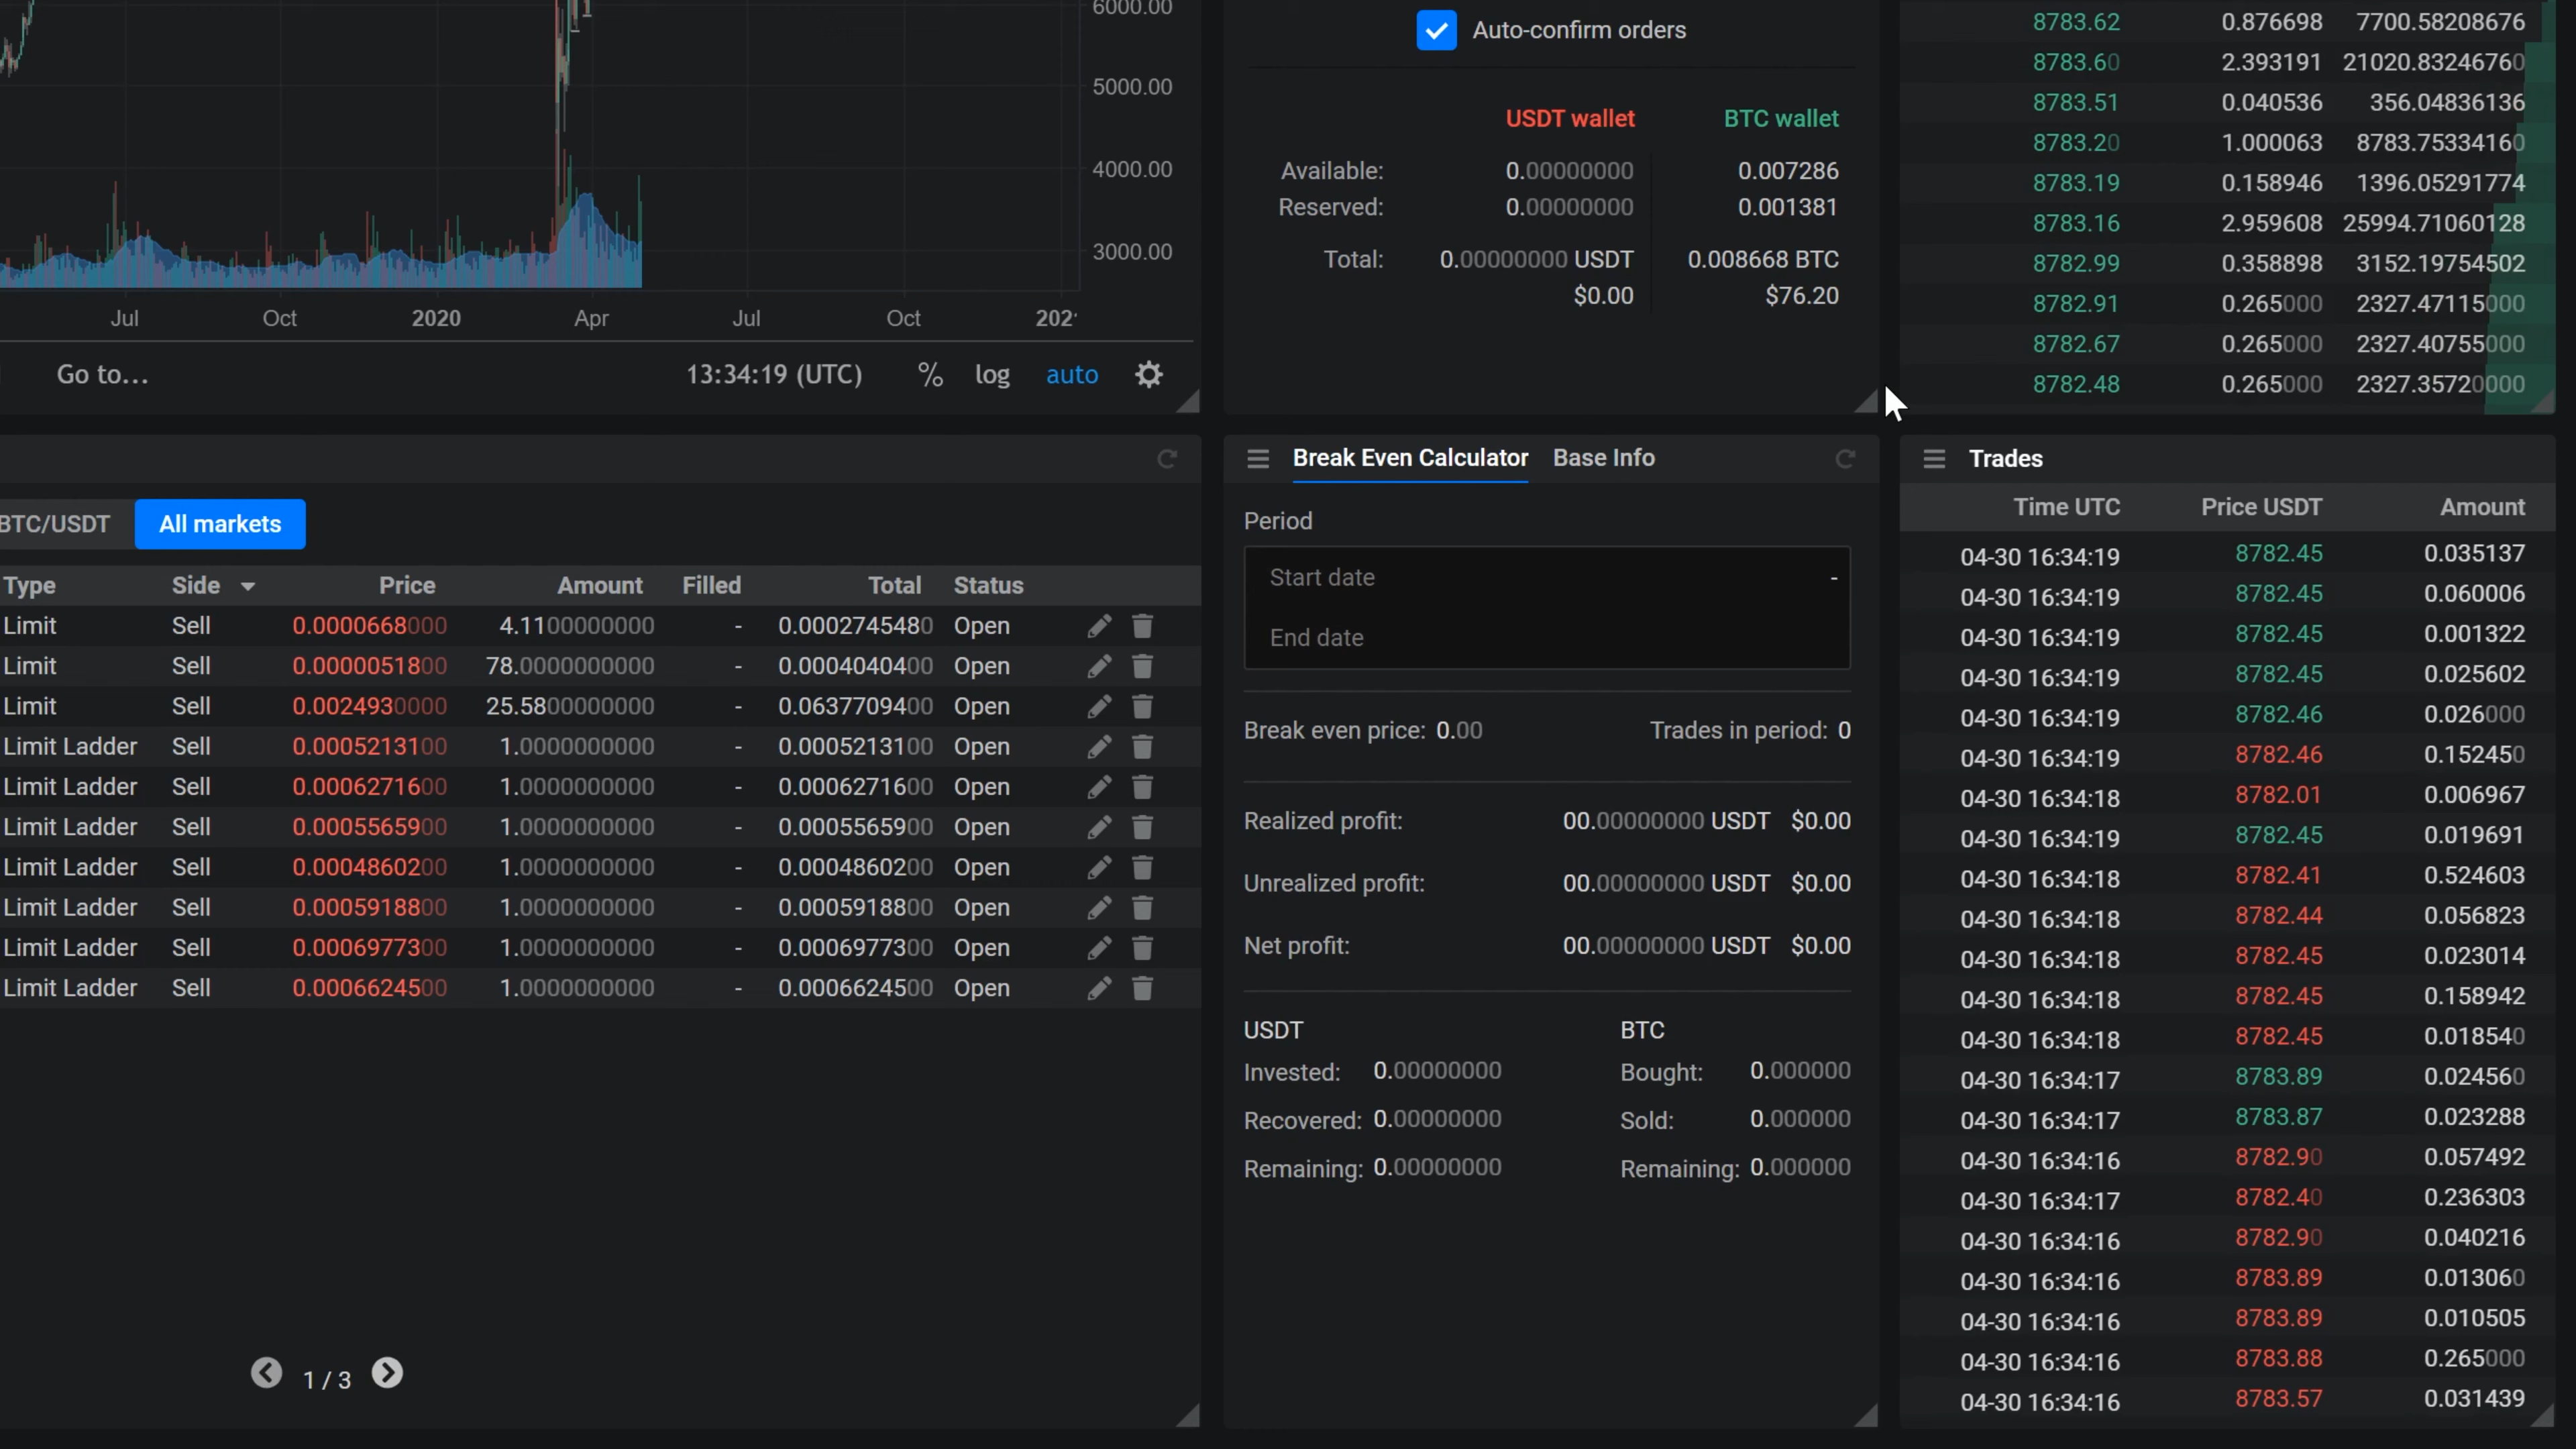 6000.00
5000.00
4000.00
3000.00
Jul Oct 2020 Apr Jul Oct 202
Go to... 13:34:19 (UTC) % log auto
Auto-confirm orders
USDT wallet BTC wallet
Available: 0.00000000 0.007286
Reserved: 0.00000000 0.001381
Total: 0.00000000 USDT 0.008668 BTC
$0.00 $76.20
8783.62 0.876698 7700.58208676
8783.60 2.393191 21020.83246760
8783.51 0.040536 356.04836136
8783.20 1.000063 8783.75334160
8783.19 0.158946 1396.05291774
8783.16 2.959608 25994.71060128
8782.99 0.358898 3152.19754502
8782.91 0.265000 2327.47115000
8782.67 0.265000 2327.40755000
8782.48 0.265000 2327.35720000
BTC/USDT All markets
Type Side Price Amount Filled Total Status
Limit Sell 0.0000668000 4.1100000000 - 0.0002745480 Open
Limit Sell 0.0000051800 78.0000000000 - 0.0004040400 Open
Limit Sell 0.0024930000 25.5800000000 - 0.0637709400 Open
Limit Ladder Sell 0.0005213100 1.0000000000 - 0.0005213100 Open
Limit Ladder Sell 0.0006271600 1.0000000000 - 0.0006271600 Open
Limit Ladder Sell 0.0005565900 1.0000000000 - 0.0005565900 Open
Limit Ladder Sell 0.0004860200 1.0000000000 - 0.0004860200 Open
Limit Ladder Sell 0.0005918800 1.0000000000 - 0.0005918800 Open
Limit Ladder Sell 0.0006977300 1.0000000000 - 0.0006977300 Open
Limit Ladder Sell 0.0006624500 1.0000000000 - 0.0006624500 Open
1 / 3
Break Even Calculator Base Info
Period
Start date -
End date
Break even price: 0.00 Trades in period: 0
Realized profit: 00.00000000 USDT $0.00
Unrealized profit: 00.00000000 USDT $0.00
Net profit: 00.00000000 USDT $0.00
USDT BTC
Invested: 0.00000000 Bought: 0.000000
Recovered: 0.00000000 Sold: 0.000000
Remaining: 0.00000000 Remaining: 0.000000
Trades
Time UTC Price USDT Amount
04-30 16:34:19 8782.45 0.035137
04-30 16:34:19 8782.45 0.060006
04-30 16:34:19 8782.45 0.001322
04-30 16:34:19 8782.45 0.025602
04-30 16:34:19 8782.46 0.026000
04-30 16:34:19 8782.46 0.152450
04-30 16:34:18 8782.01 0.006967
04-30 16:34:19 8782.45 0.019691
04-30 16:34:18 8782.41 0.524603
04-30 16:34:18 8782.44 0.056823
04-30 16:34:18 8782.45 0.023014
04-30 16:34:18 8782.45 0.158942
04-30 16:34:18 8782.45 0.018540
04-30 16:34:17 8783.89 0.024560
04-30 16:34:17 8783.87 0.023288
04-30 16:34:16 8782.90 0.057492
04-30 16:34:17 8782.40 0.236303
04-30 16:34:16 8782.90 0.040216
04-30 16:34:16 8783.89 0.013060
04-30 16:34:16 8783.89 0.010505
04-30 16:34:16 8783.88 0.265000
04-30 16:34:16 8783.57 0.031439